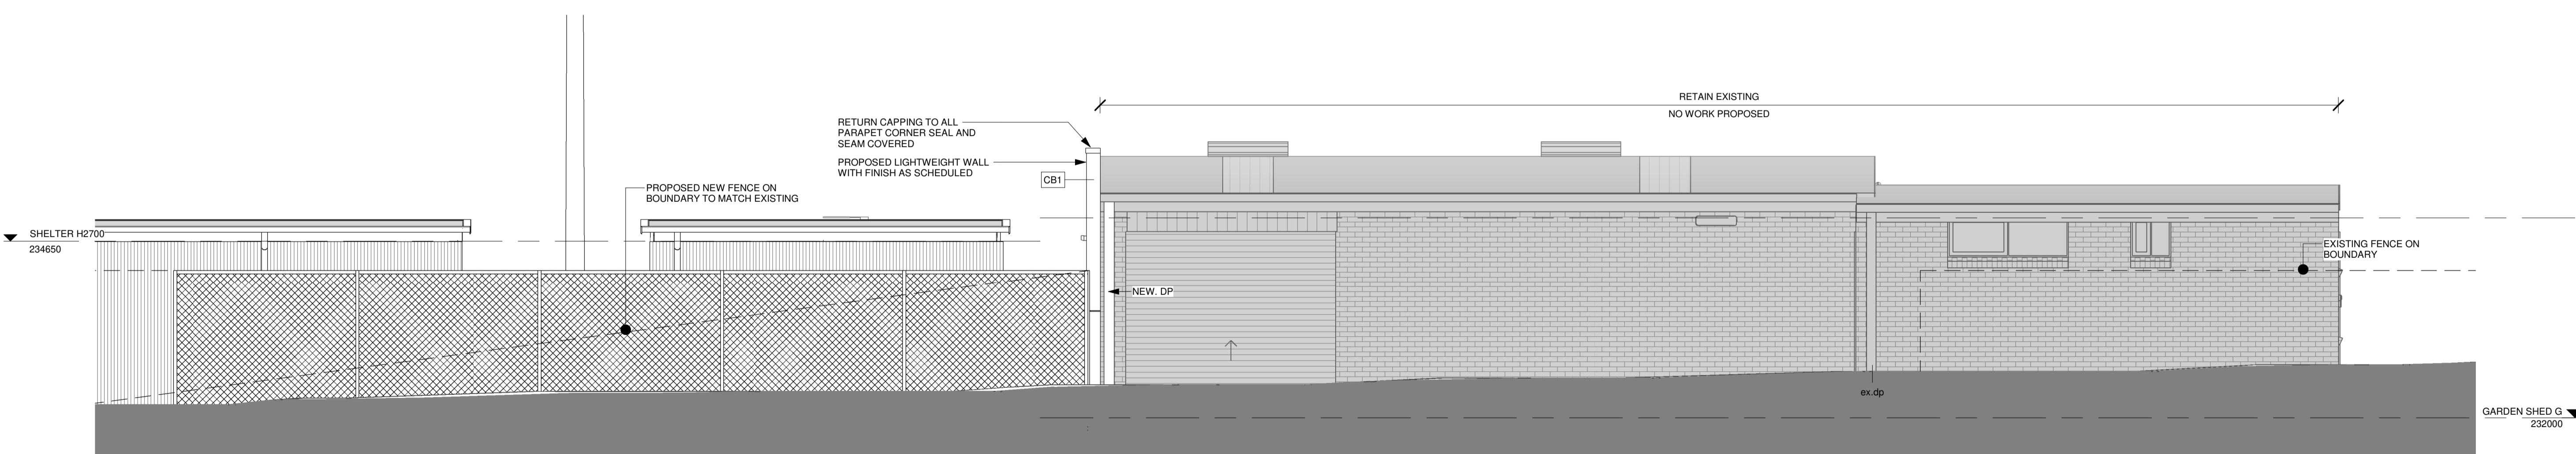 RETAIN EXISTING
NO WORK PROPOSED
RETURN CAPPING TO ALL
PARAPET CORNER SEAL AND
SEAM COVERED
PROPOSED LIGHTWEIGHT WALL
WITH FINISH AS SCHEDULED
CB1
PROPOSED NEW FENCE ON
BOUNDARY TO MATCH EXISTING
SHELTER H2700
234650
EXISTING FENCE ON
BOUNDARY
NEW. DP
ex.dp
GARDEN SHED G
232000